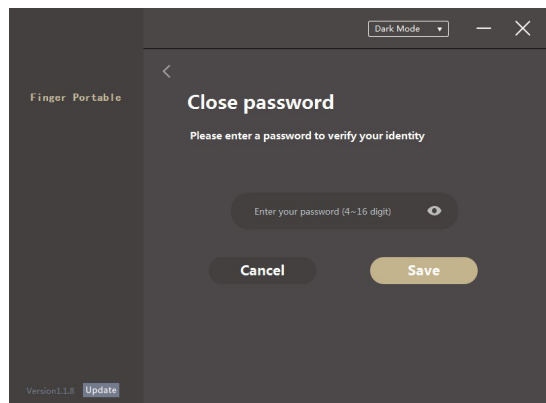 Dark Mode
Finger Portable
Close password
Please enter a password to verify your identity
Enter your password (4~16 digit)
Cancel
Save
Version1.1.8 Update